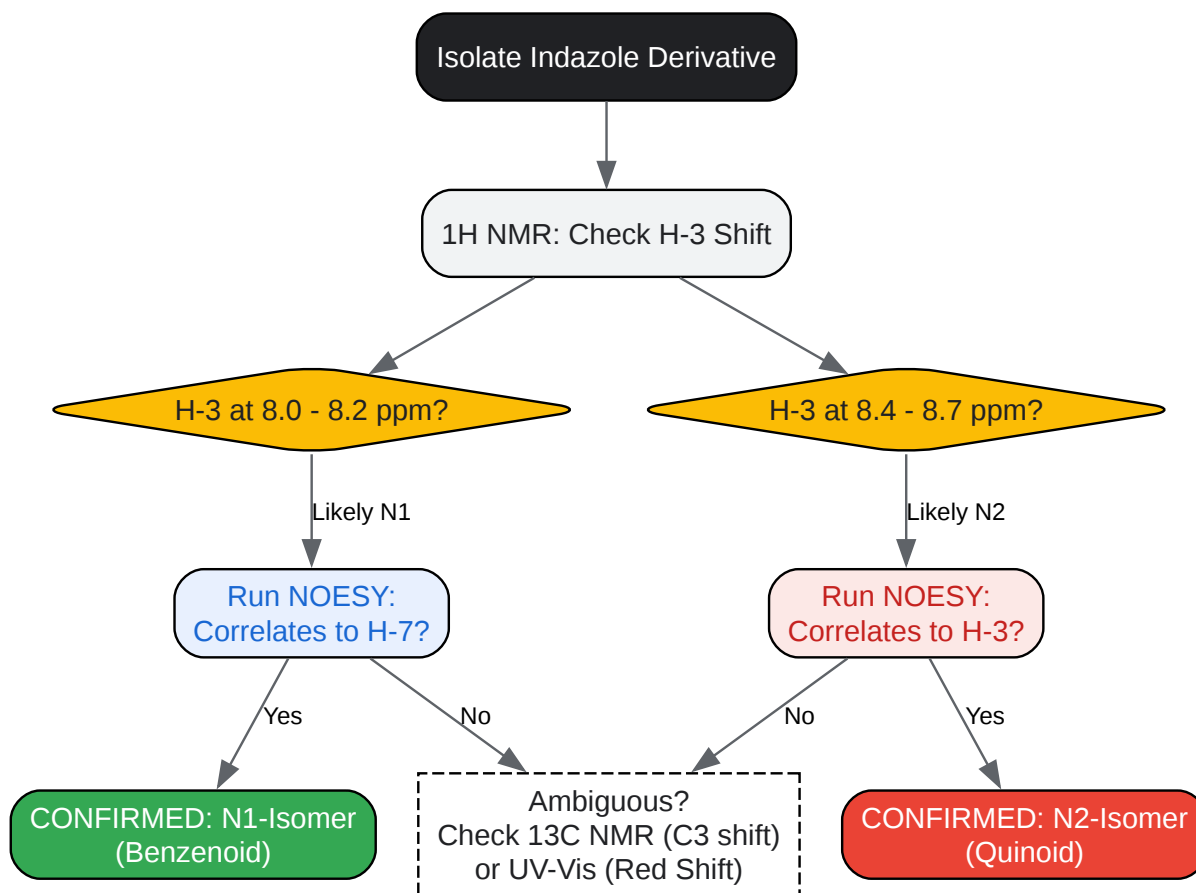 Isolate Indazole Derivative
1H NMR: Check H-3 Shift
H-3 at 8.0 - 8.2 ppm?
H-3 at 8.4 - 8.7 ppm?
Likely N1
Likely N2
Run NOESY:
Correlates to H-7?
Run NOESY:
Correlates to H-3?
Yes
No
No
Yes
CONFIRMED: N1-Isomer
(Benzenoid)
Ambiguous?
Check 13C NMR (C3 shift)
or UV-Vis (Red Shift)
CONFIRMED: N2-Isomer
(Quinoid)